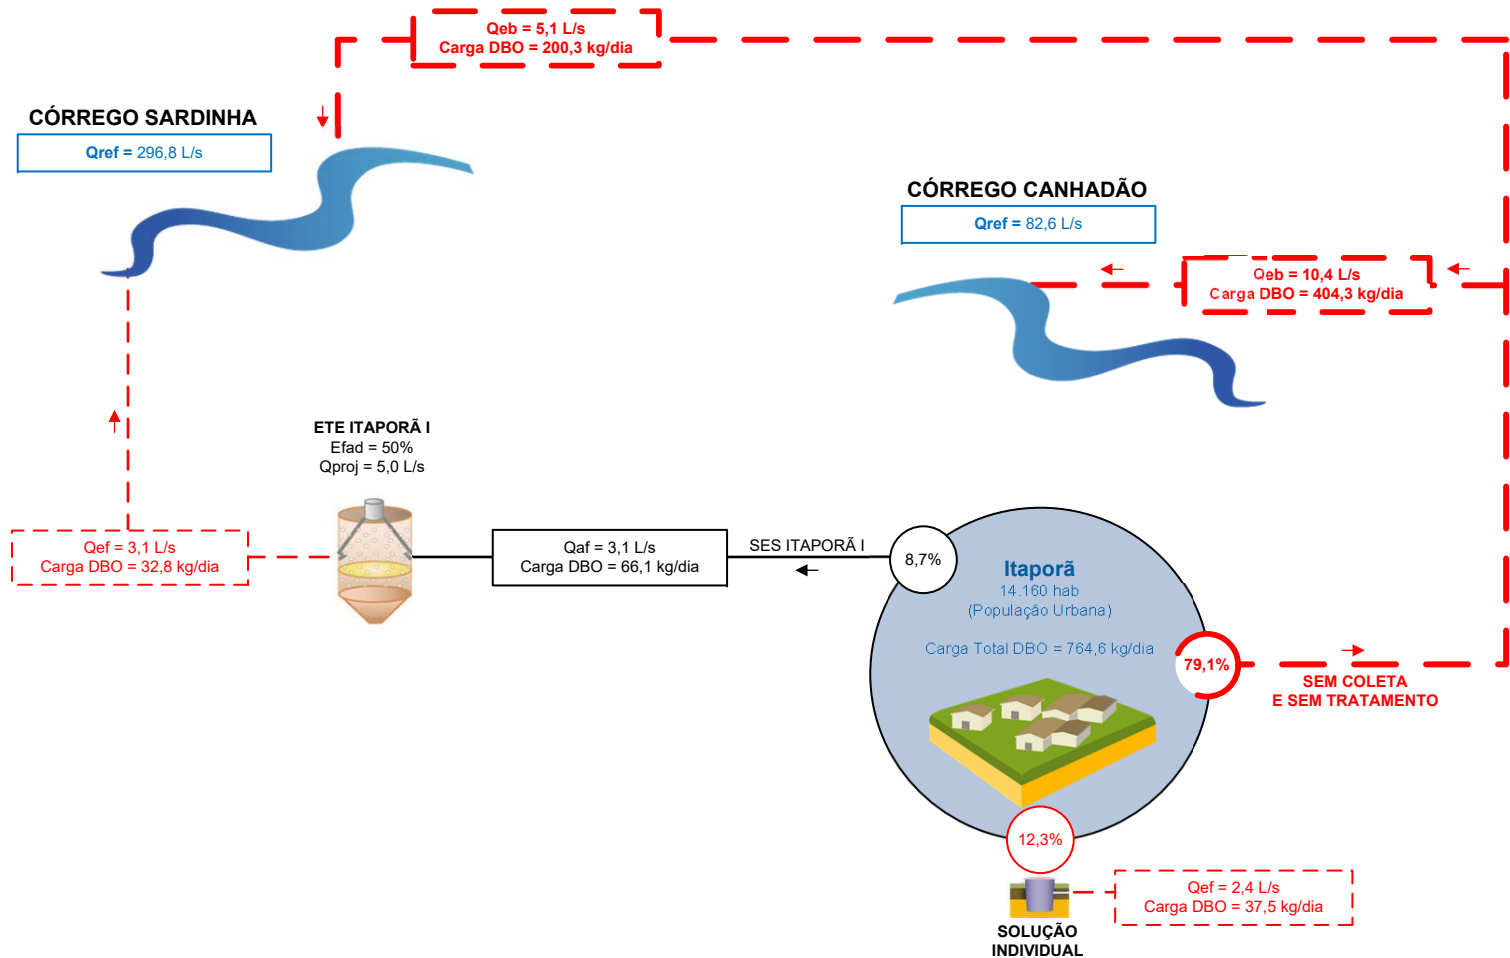 Qeb = 5,1 L/s
Carga DBO = 200,3 kg/dia
CÓRREGO SARDINHA
Qref = 296,8 L/s
CÓRREGO CANHADÃO
Qref = 82,6 L/s
Qeb = 10,4 L/s
Carga DBO = 404,3 kg/dia
ETE ITAPORÃ I
Efad = 50%
Qproj = 5,0 L/s
Qef = 3,1 L/s
Carga DBO = 32,8 kg/dia
Qaf = 3,1 L/s
Carga DBO = 66,1 kg/dia
SES ITAPORÃ I
8,7%
Itaporã
14.160 hab
(População Urbana)
Carga Total DBO = 764,6 kg/dia
79,1%
SEM COLETA
E SEM TRATAMENTO
12,3%
Qef = 2,4 L/s
Carga DBO = 37,5 kg/dia
SOLUÇÃO
INDIVIDUAL